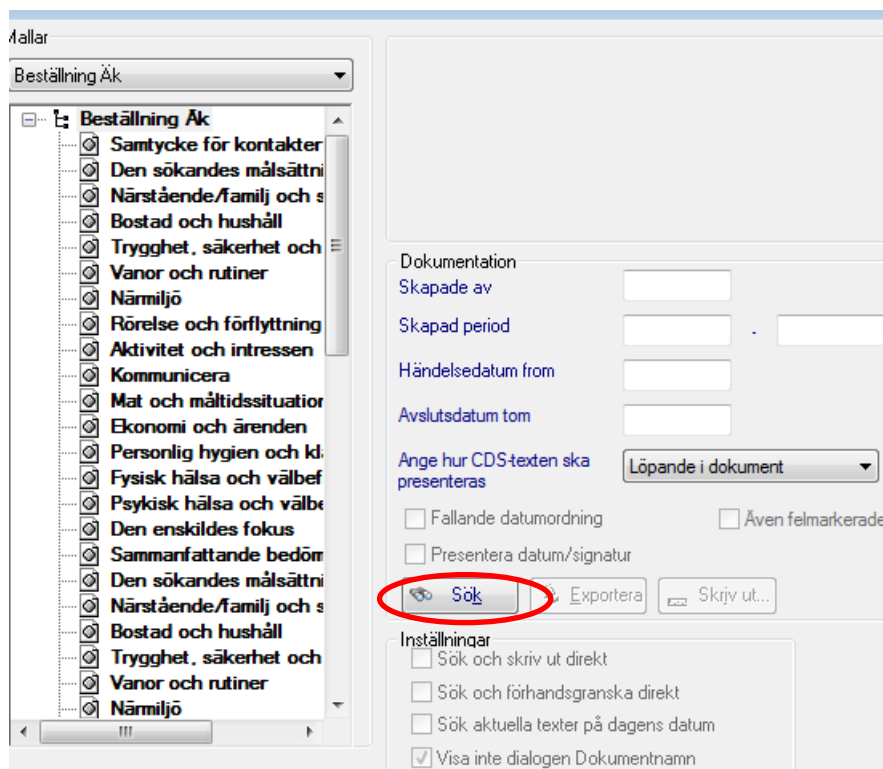 Mallar
Beställning Äk
Beställning Äk
Samtycke för kontakter
Den sökandes målsättni
Närstående/familj och s
Bostad och hushåll
Trygghet, säkerhet och
Vanor och rutiner
Närmiljö
Rörelse och förflyttning
Aktivitet och intressen
Kommunicera
Mat och måltidssituation
Ekonomi och ärenden
Personlig hygien och kl
Fysisk hälsa och välbef
Psykisk hälsa och välbe
Den enskildes fokus
Sammanfattande bedöm
Den sökandes målsättni
Närstående/familj och s
Bostad och hushåll
Trygghet, säkerhet och
Vanor och rutiner
Närmiljö
Dokumentation
Skapade av
Skapad period -
Händelsedatum from
Avslutsdatum tom
Ange hur CDS-texten ska
presenteras
Löpande i dokument
Fallande datumordning
Även felmarkerade
Presentera datum/signatur
Sök
Exportera
Skriv ut...
Inställningar
Sök och skriv ut direkt
Sök och förhandsgranska direkt
Sök aktuella texter på dagens datum
Visa inte dialogen Dokumentnamn